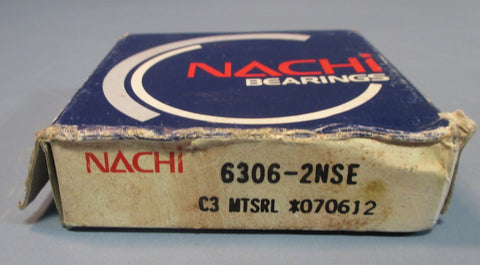 NACHi
BEARINGS
NACHi 6306-2NSE
C3 MTSRL *070612